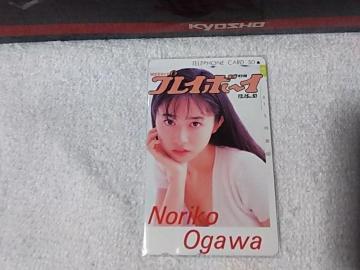 KYOSHO
TELEPHONE CARD 50
プレイボーイ
Noriko
Ogawa